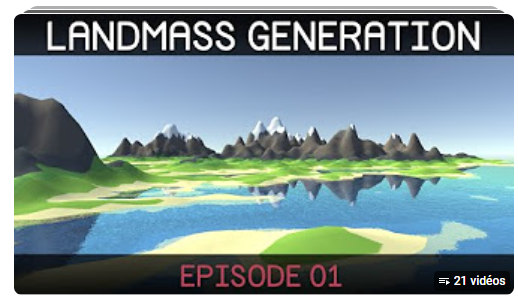 LANDMASS GENERATION
EPISODE 01
21 vidéos